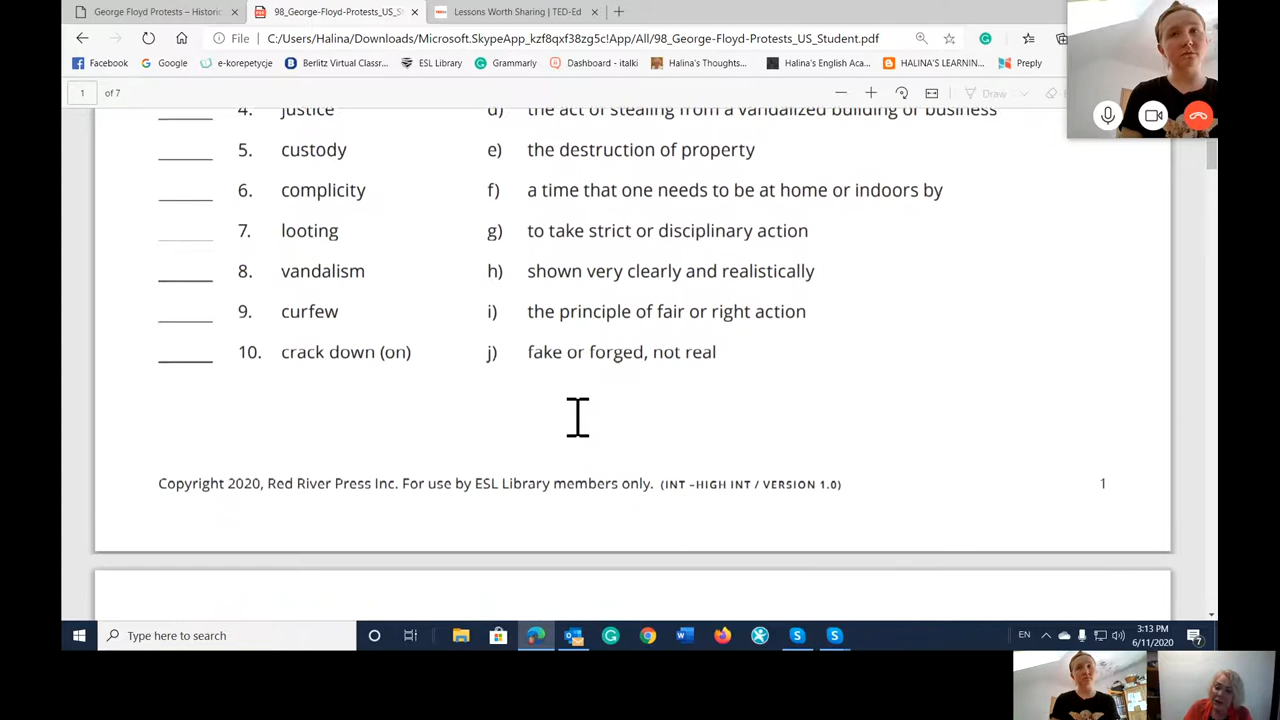 George Floyd Protests – Historic
98_George-Floyd-Protests_US_St
Lessons Worth Sharing | TED-Ed
File C:/Users/Halina/Downloads/Microsoft.SkypeApp_kzf8qxf38zg5c!App/All/98_George-Floyd-Protests_US_Student.pdf
Facebook Google e-korepetycje Berlitz Virtual Classr... ESL Library Grammarly Dashboard - italki Halina's Thoughts... Halina's English Aca... HALINA'S LEARNIN... Preply
1 of 7 Draw
4. justice d) the act of stealing from a vandalized building or business
5. custody e) the destruction of property
6. complicity f) a time that one needs to be at home or indoors by
7. looting g) to take strict or disciplinary action
8. vandalism h) shown very clearly and realistically
9. curfew i) the principle of fair or right action
10. crack down (on) j) fake or forged, not real
Copyright 2020, Red River Press Inc. For use by ESL Library members only. (INT –HIGH INT / VERSION 1.0) 1
Type here to search
EN
3:13 PM
6/11/2020
7